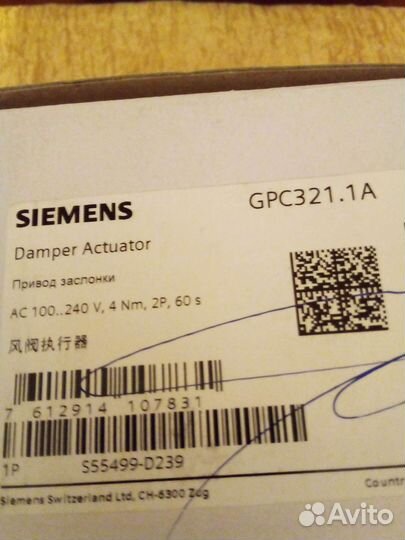 SIEMENS
GPC321.1A
Damper Actuator
Привод заслонки
AC 100..240 V, 4 Nm, 2P, 60 s
风阀执行器
7 612914 107831
1P S55499-D239
Siemens Switzerland Ltd, CH-6300 Zug
Countr
Avito